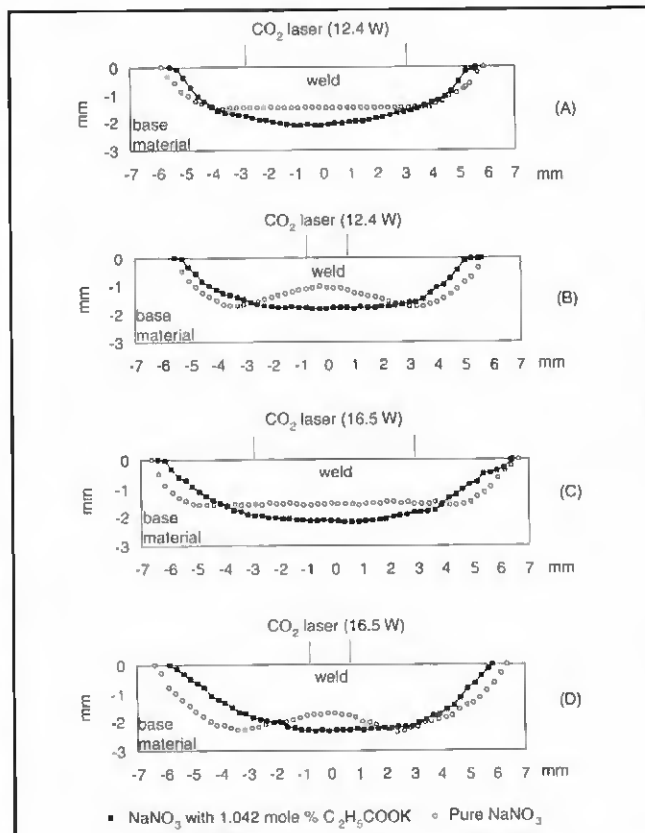 CO₂ laser (12.4 W)
0
-1
-2
-3
mm
weld
base
material
(A)
-7 -6 -5 -4 -3 -2 -1 0 1 2 3 4 5 6 7 mm
CO₂ laser (12.4 W)
0
-1
-2
-3
mm
weld
base
material
(B)
-7 -6 -5 -4 -3 -2 -1 0 1 2 3 4 5 6 7 mm
CO₂ laser (16.5 W)
0
-1
-2
-3
mm
weld
base
material
(C)
-7 -6 -5 -4 -3 -2 -1 0 1 2 3 4 5 6 7 mm
CO₂ laser (16.5 W)
0
-1
-2
-3
mm
weld
base
material
(D)
-7 -6 -5 -4 -3 -2 -1 0 1 2 3 4 5 6 7 mm
■ NaNO₃ with 1.042 mole % C₂H₅COOK ○ Pure NaNO₃